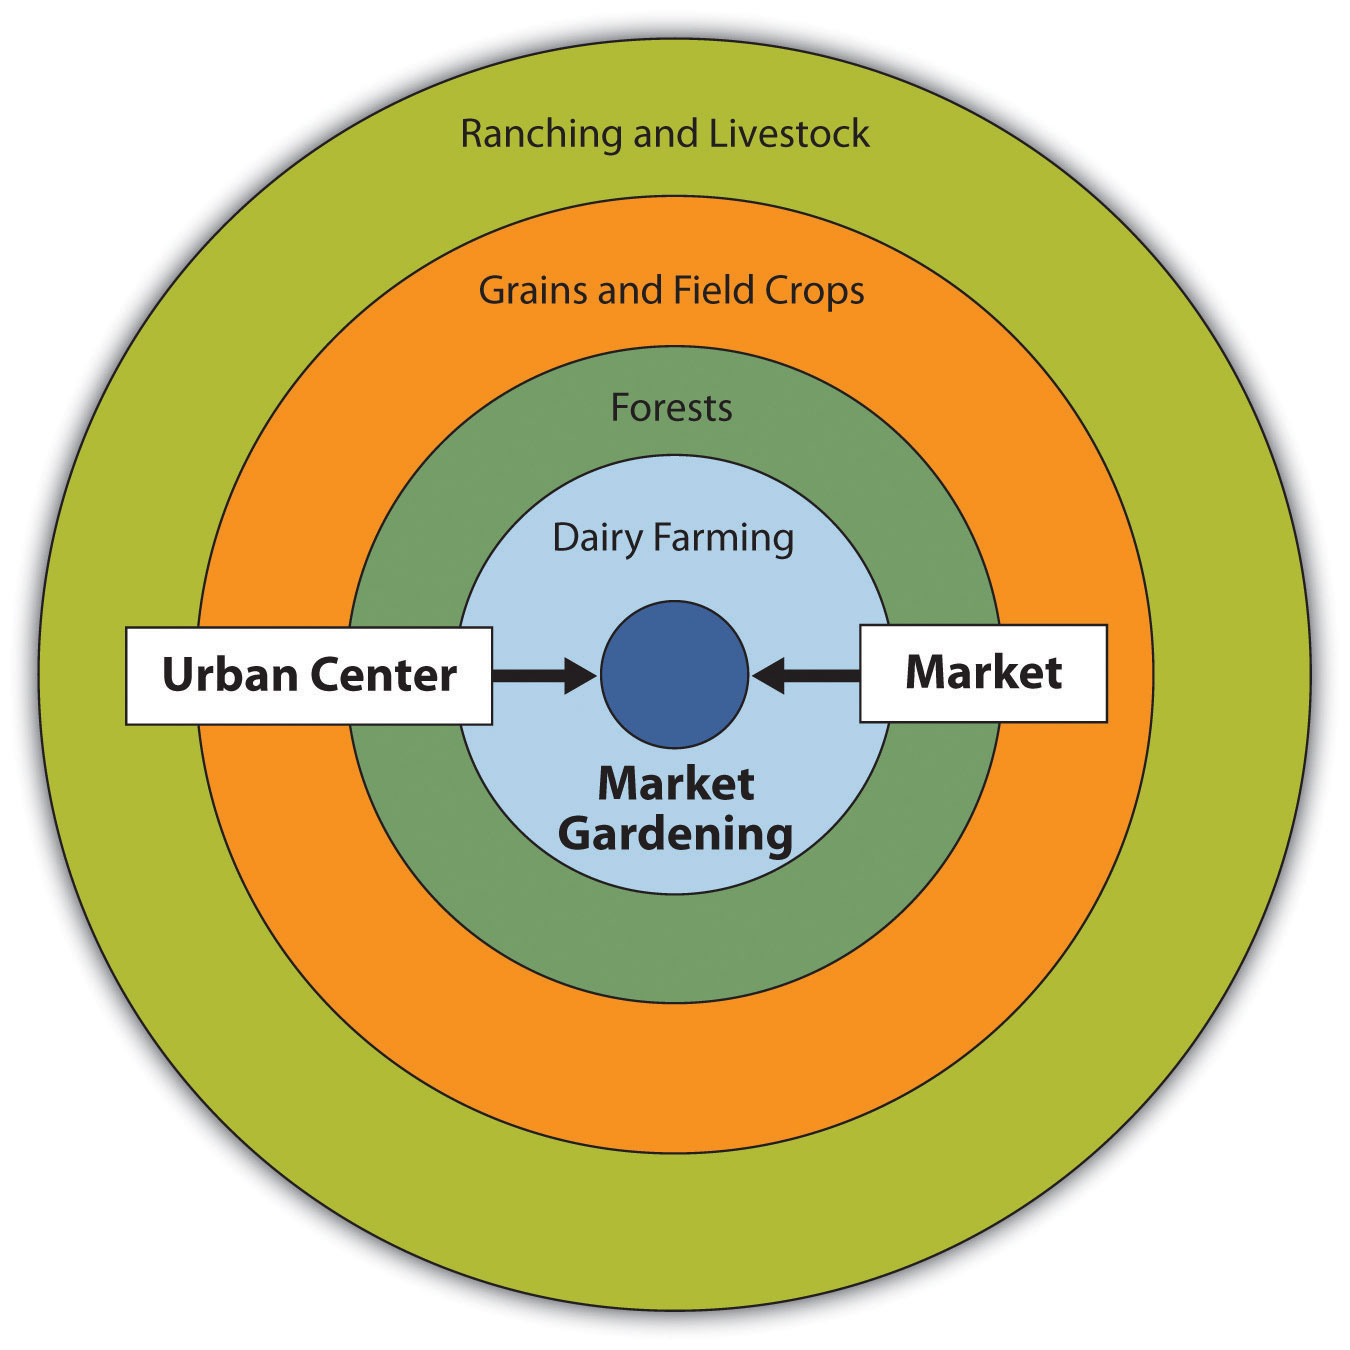 Ranching and Livestock
Grains and Field Crops
Forests
Dairy Farming
Urban Center
Market
Market
Gardening